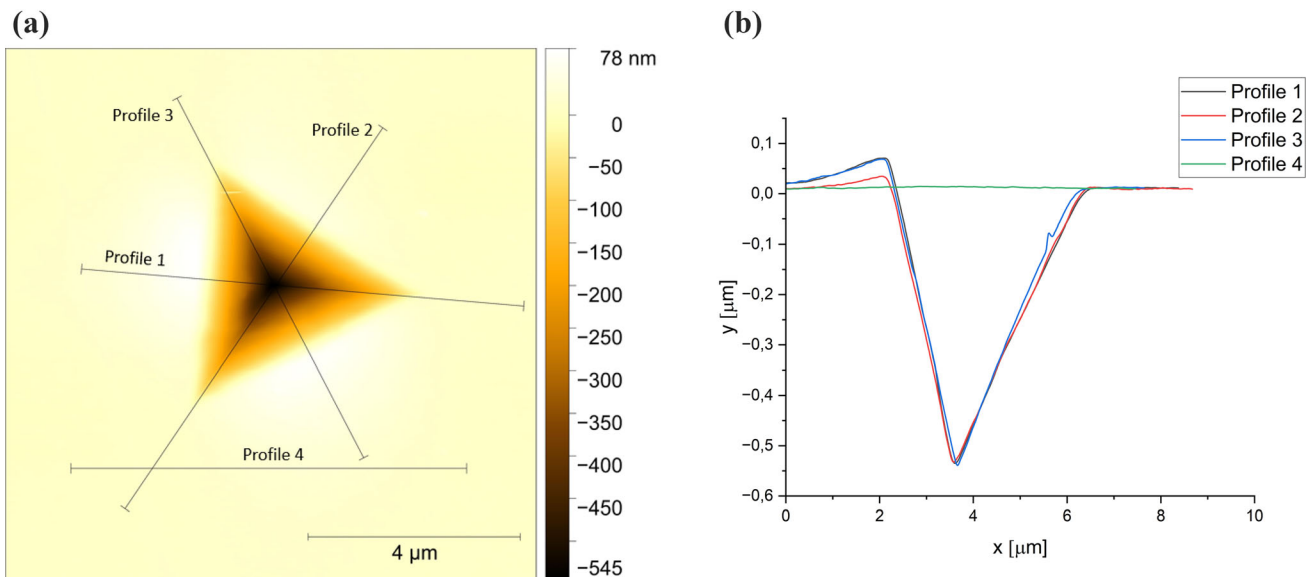 (a)
78 nm
0
−50
−100
−150
−200
−250
−300
−350
−400
−450
−545
Profile 3
Profile 2
Profile 1
Profile 4
4 µm
(b)
Profile 1
Profile 2
Profile 3
Profile 4
0,1
0,0
−0,1
−0,2
−0,3
−0,4
−0,5
−0,6
y [µm]
0 2 4 6 8 10
x [µm]